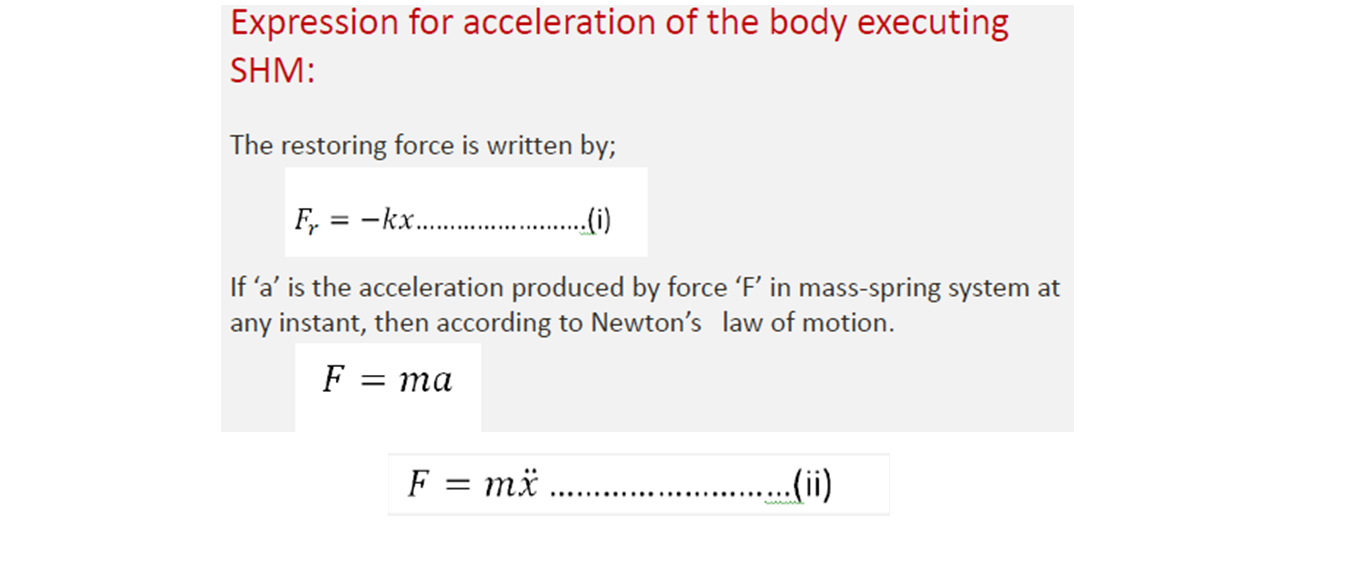 Expression for acceleration of the body executing
SHM:
The restoring force is written by;
Fᵣ = −kx.........................(i)
If ‘a’ is the acceleration produced by force ‘F’ in mass-spring system at
any instant, then according to Newton’s law of motion.
F = ma
F = mẍ ...........................(ii)